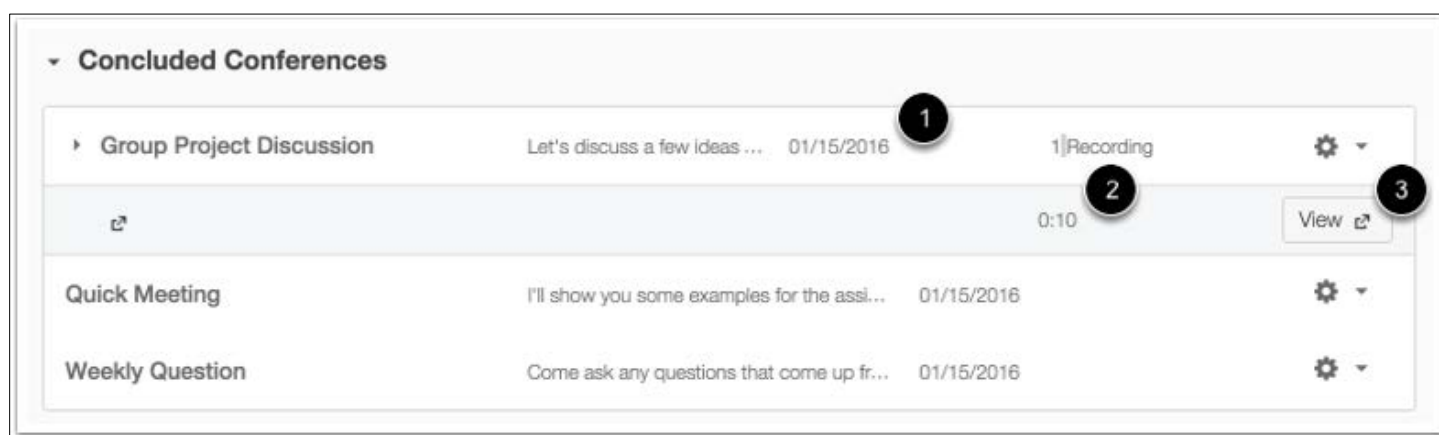 Concluded Conferences
Group Project Discussion Let's discuss a few ideas ... 01/15/2016 1 1 Recording
0:10 2 View 3
Quick Meeting I'll show you some examples for the assi... 01/15/2016
Weekly Question Come ask any questions that come up fr... 01/15/2016